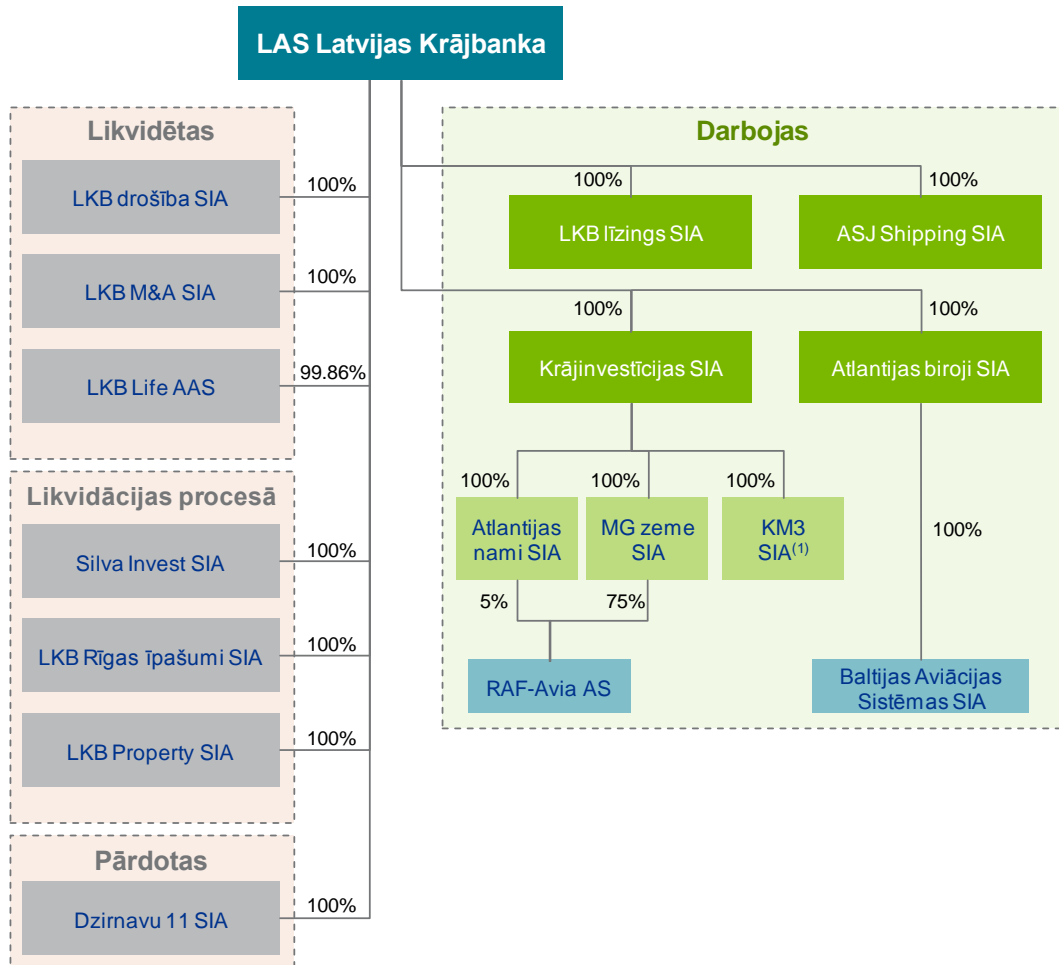 LAS Latvijas Krājbanka
Likvidētas
LKB drošība SIA
100%
LKB M&A SIA
100%
LKB Life AAS
99.86%
Likvidācijas procesā
Silva Invest SIA
100%
LKB Rīgas īpašumi SIA
100%
LKB Property SIA
100%
Pārdotas
Dzirnavu 11 SIA
100%
Darbojas
100%
100%
LKB līzings SIA
ASJ Shipping SIA
100%
100%
Krājinvestīcijas SIA
Atlantijas biroji SIA
100%
100%
100%
Atlantijas
nami SIA
MG zeme
SIA
KM3
SIA(1)
100%
5%
75%
RAF-Avia AS
Baltijas Aviācijas
Sistēmas SIA